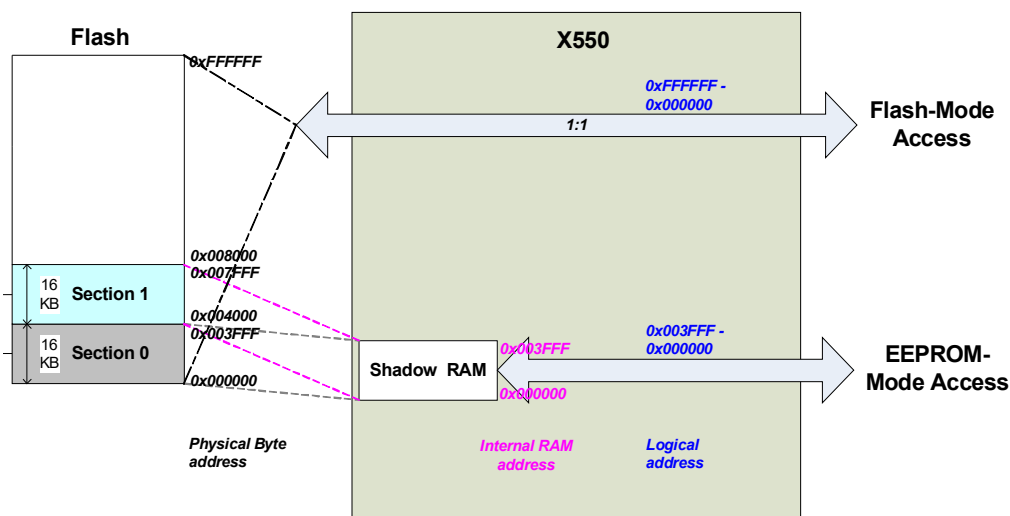 Flash
X550
0xFFFFFF
0xFFFFFF -
0x000000
1:1
Flash-Mode
Access
0x008000
0x007FFF
16
KB
Section 1
0x004000
0x003FFF
16
KB
Section 0
0x000000
Shadow RAM
0x003FFF
0x000000
0x003FFF -
0x000000
EEPROM-
Mode Access
Physical Byte
address
Internal RAM
address
Logical
address